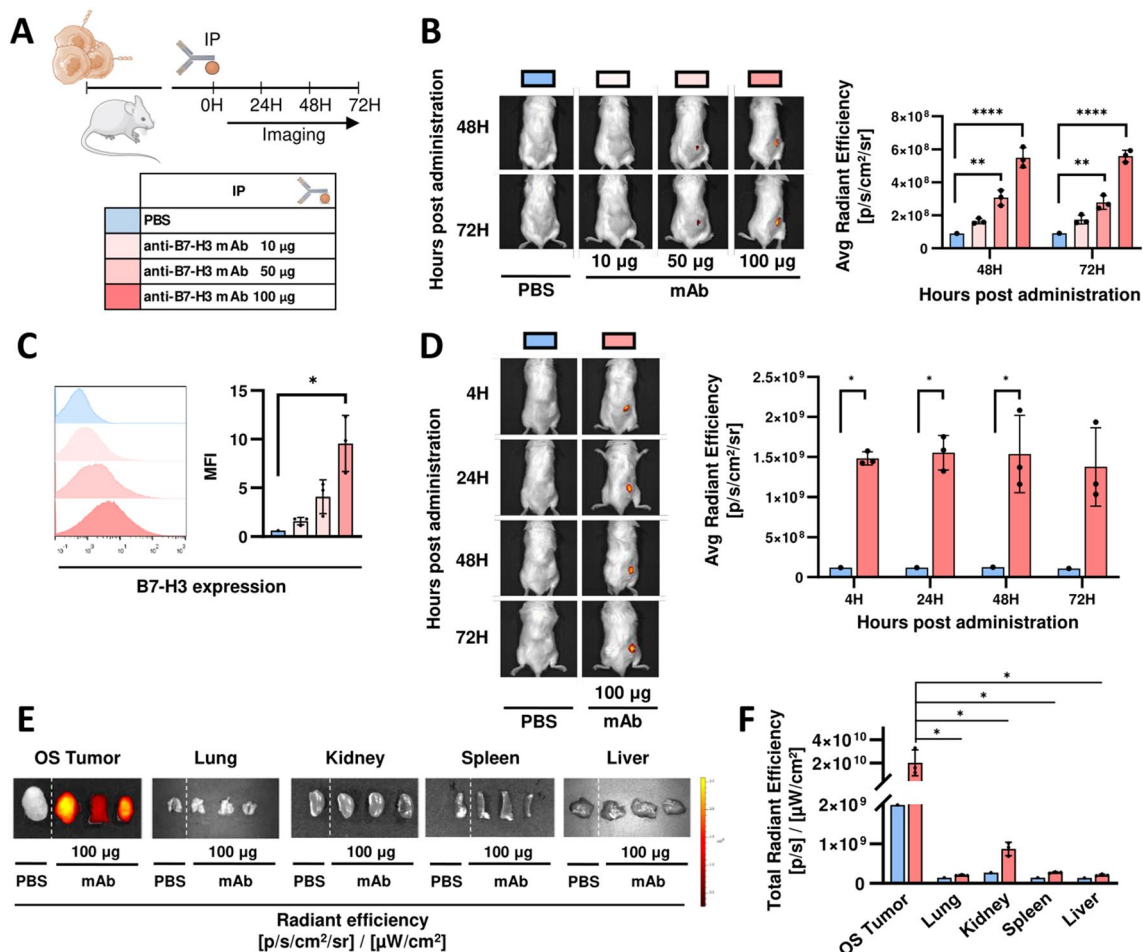 A
IP
0H 24H 48H 72H
Imaging
IP
PBS
anti-B7-H3 mAb 10 µg
anti-B7-H3 mAb 50 µg
anti-B7-H3 mAb 100 µg
B
Hours post administration
48H
72H
10 µg 50 µg 100 µg
PBS mAb
Avg Radiant Efficiency
[p/s/cm²/sr]
8×10⁸
6×10⁸
4×10⁸
2×10⁸
0
**** ****
** **
48H 72H
Hours post administration
C
10⁻¹ 10⁰ 10¹ 10² 10³
MFI
15
10
5
0
*
B7-H3 expression
D
Hours post administration
4H
24H
48H
72H
100 µg
PBS mAb
Avg Radiant Efficiency
[p/s/cm²/sr]
2.5×10⁹
2×10⁹
1.5×10⁹
1×10⁹
5×10⁸
0
* * *
4H 24H 48H 72H
Hours post administration
E
OS Tumor Lung Kidney Spleen Liver
100 µg 100 µg 100 µg 100 µg 100 µg
PBS mAb PBS mAb PBS mAb PBS mAb PBS mAb
Radiant efficiency
[p/s/cm²/sr] / [µW/cm²]
F
Total Radiant Efficiency
[p/s] / [µW/cm²]
4×10¹⁰
2×10¹⁰
2×10⁹
1×10⁹
0
*
*
*
*
OS Tumor Lung Kidney Spleen Liver